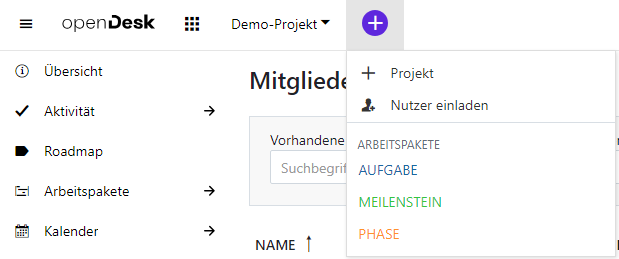 openDesk
Demo-Projekt
Übersicht
Aktivität
Roadmap
Arbeitspakete
Kalender
Mitgliede
Vorhandene
Suchbegrif
NAME
Projekt
Nutzer einladen
ARBEITSPAKETE
AUFGABE
MEILENSTEIN
PHASE